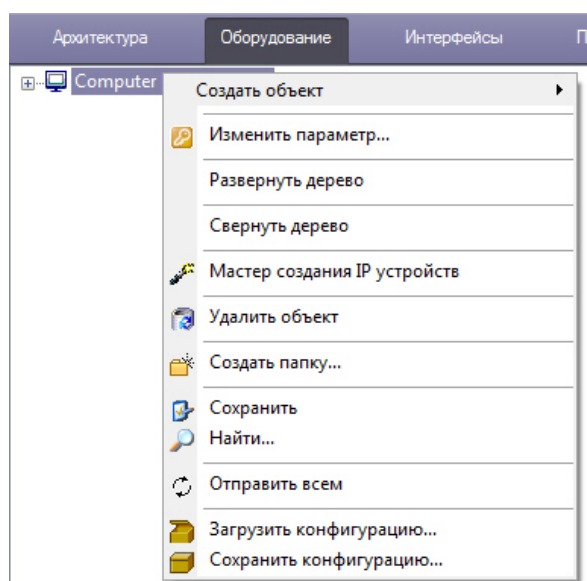 Архитектура Оборудование Интерфейсы П
Computer
Создать объект
Изменить параметр...
Развернуть дерево
Свернуть дерево
Мастер создания IP устройств
Удалить объект
Создать папку...
Сохранить
Найти...
Отправить всем
Загрузить конфигурацию...
Сохранить конфигурацию...